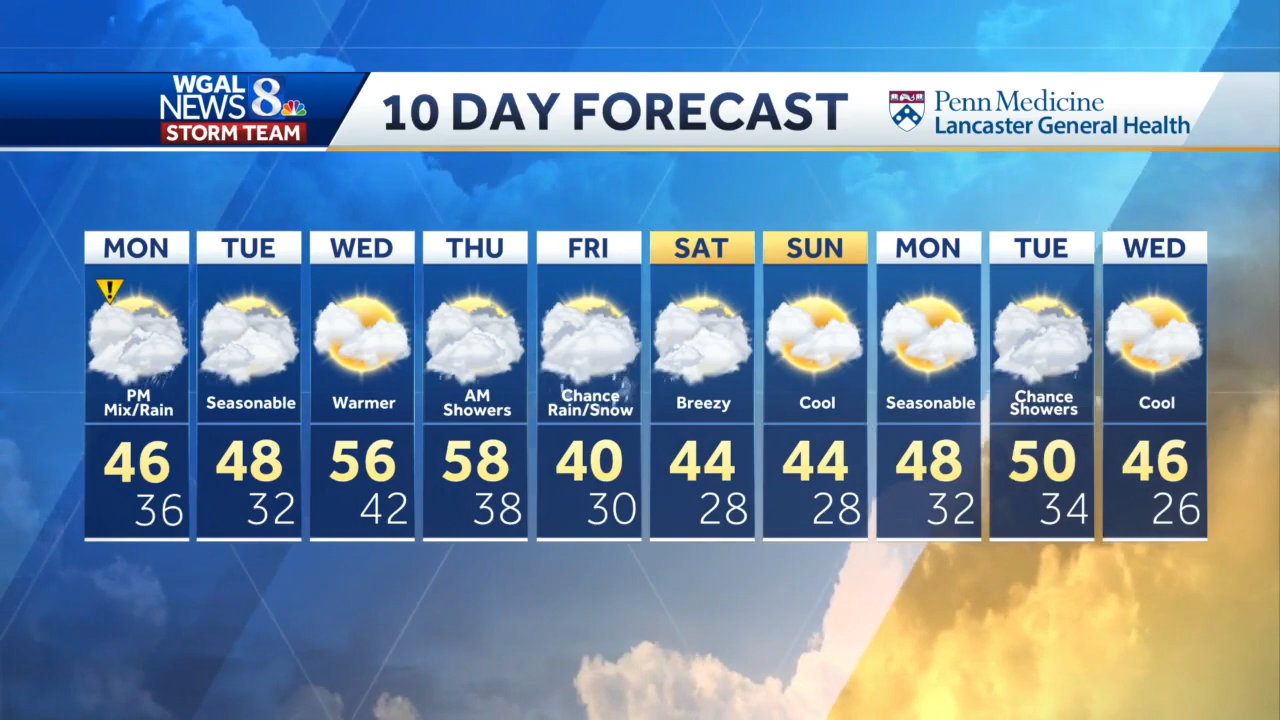 WGAL
NEWS 8
STORM TEAM
10 DAY FORECAST
Penn Medicine
Lancaster General Health
MON TUE WED THU FRI SAT SUN MON TUE WED
!
PM
Mix/Rain
Seasonable
Warmer
AM
Showers
Chance
Rain/Snow
Breezy
Cool
Seasonable
Chance
Showers
Cool
46 48 56 58 40 44 44 48 50 46
36 32 42 38 30 28 28 32 34 26